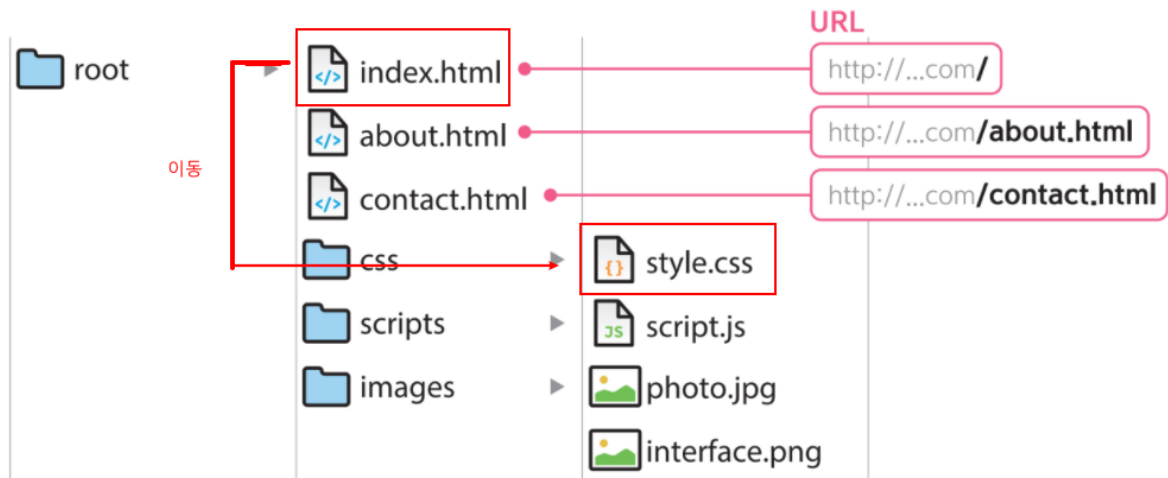 URL
root
index.html
http://...com/
about.html
http://...com/about.html
이동
contact.html
http://...com/contact.html
css
style.css
scripts
script.js
images
photo.jpg
interface.png